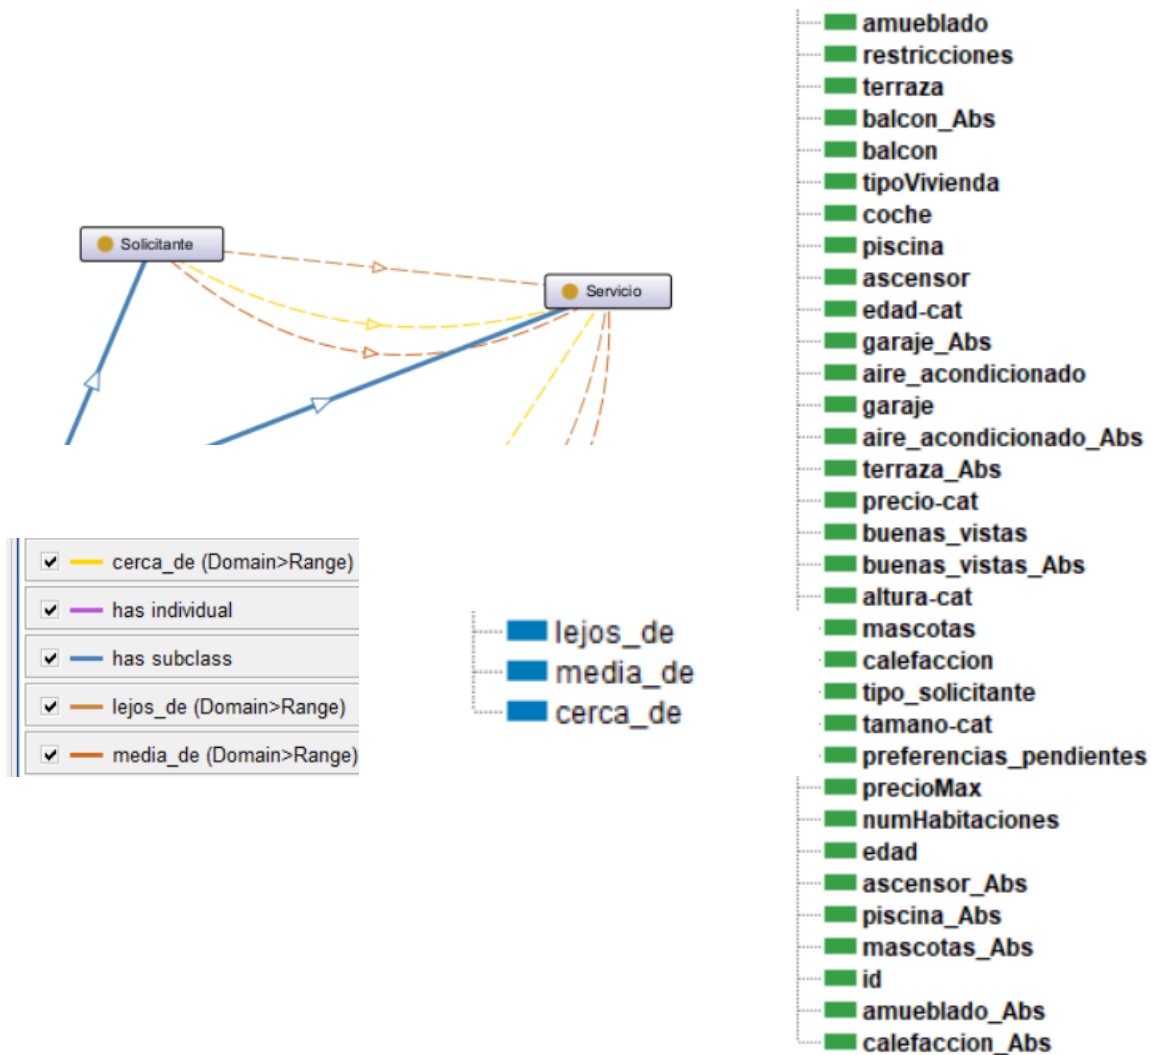 Solicitante
Servicio
cerca_de (Domain>Range)
has individual
has subclass
lejos_de (Domain>Range)
media_de (Domain>Range)
lejos_de
media_de
cerca_de
amueblado
restricciones
terraza
balcon_Abs
balcon
tipoVivienda
coche
piscina
ascensor
edad-cat
garaje_Abs
aire_acondicionado
garaje
aire_acondicionado_Abs
terraza_Abs
precio-cat
buenas_vistas
buenas_vistas_Abs
altura-cat
mascotas
calefaccion
tipo_solicitante
tamano-cat
preferencias_pendientes
precioMax
numHabitaciones
edad
ascensor_Abs
piscina_Abs
mascotas_Abs
id
amueblado_Abs
calefaccion_Abs